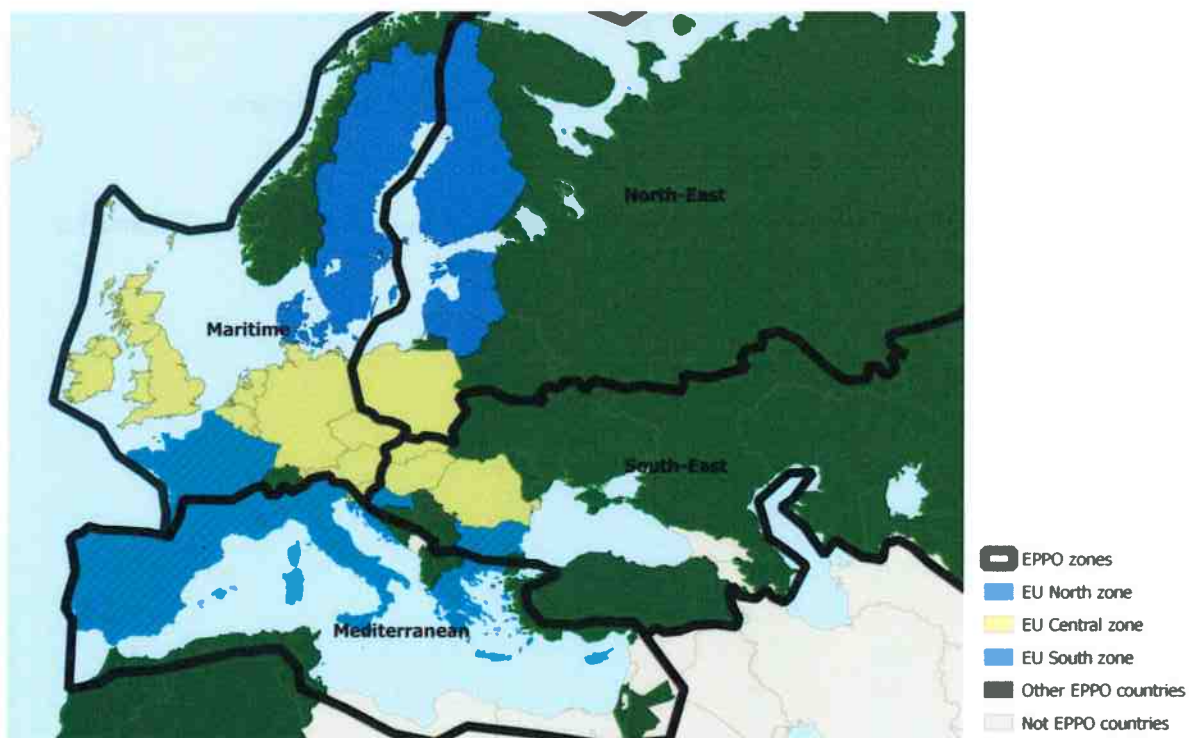 North-East
Maritime
South-East
Mediterranean
EPPO zones
EU North zone
EU Central zone
EU South zone
Other EPPO countries
Not EPPO countries